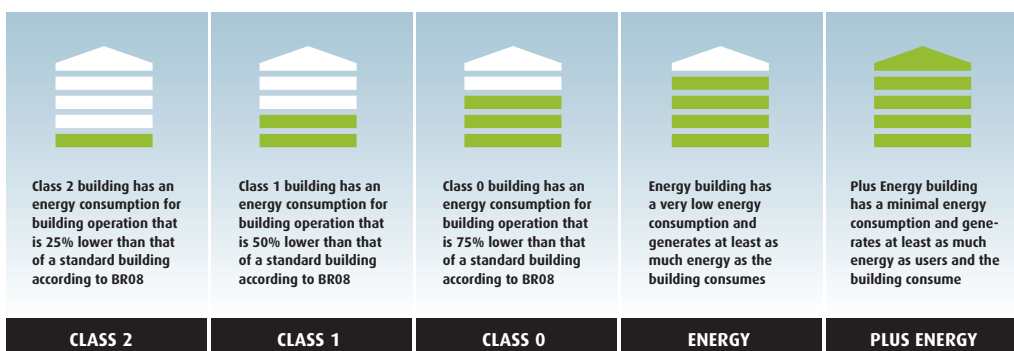 Class 2 building has an
energy consumption for
building operation that
is 25% lower than that
of a standard building
according to BR08
Class 1 building has an
energy consumption for
building operation that
is 50% lower than that
of a standard building
according to BR08
Class 0 building has an
energy consumption for
building operation that
is 75% lower than that
of a standard building
according to BR08
Energy building has
a very low energy
consumption and
generates at least as
much energy as the
building consumes
Plus Energy building
has a minimal energy
consumption and gene-
rates at least as much
energy as users and the
building consume
CLASS 2
CLASS 1
CLASS 0
ENERGY
PLUS ENERGY